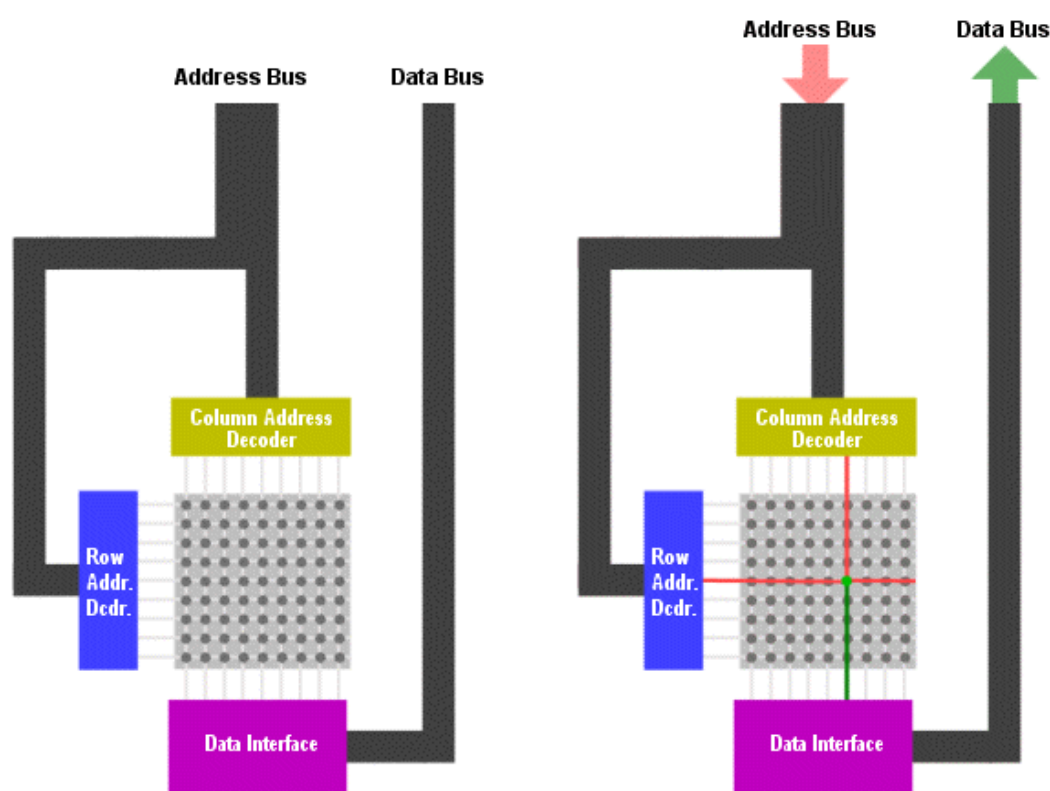 Address Bus
Data Bus
Column Address
Decoder
Row
Addr.
Dcdr.
Data Interface
Address Bus
Data Bus
Column Address
Decoder
Row
Addr.
Dcdr.
Data Interface